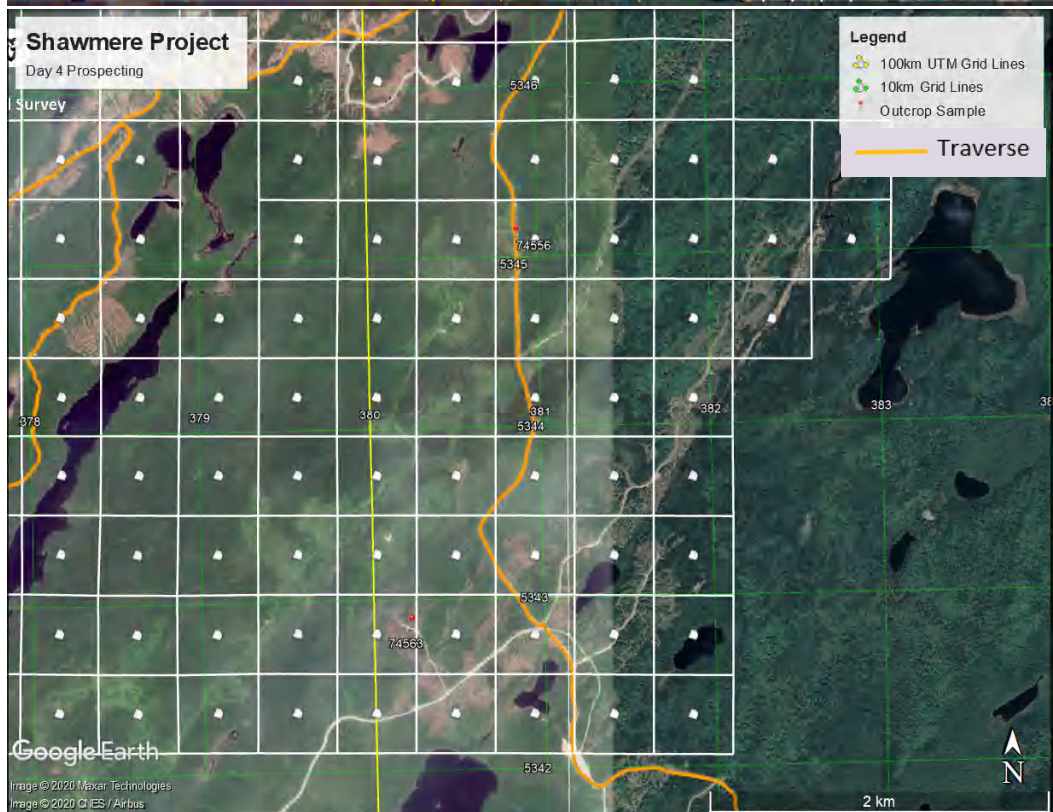 Shawmere Project
Day 4 Prospecting
l Survey
Legend
100km UTM Grid Lines
10km Grid Lines
Outcrop Sample
Traverse
5346
74556
5345
378
379
380
381
382
383
5344
5343
74563
5342
Google Earth
Image © 2020 Maxar Technologies
Image © 2020 CNES / Airbus
N
2 km